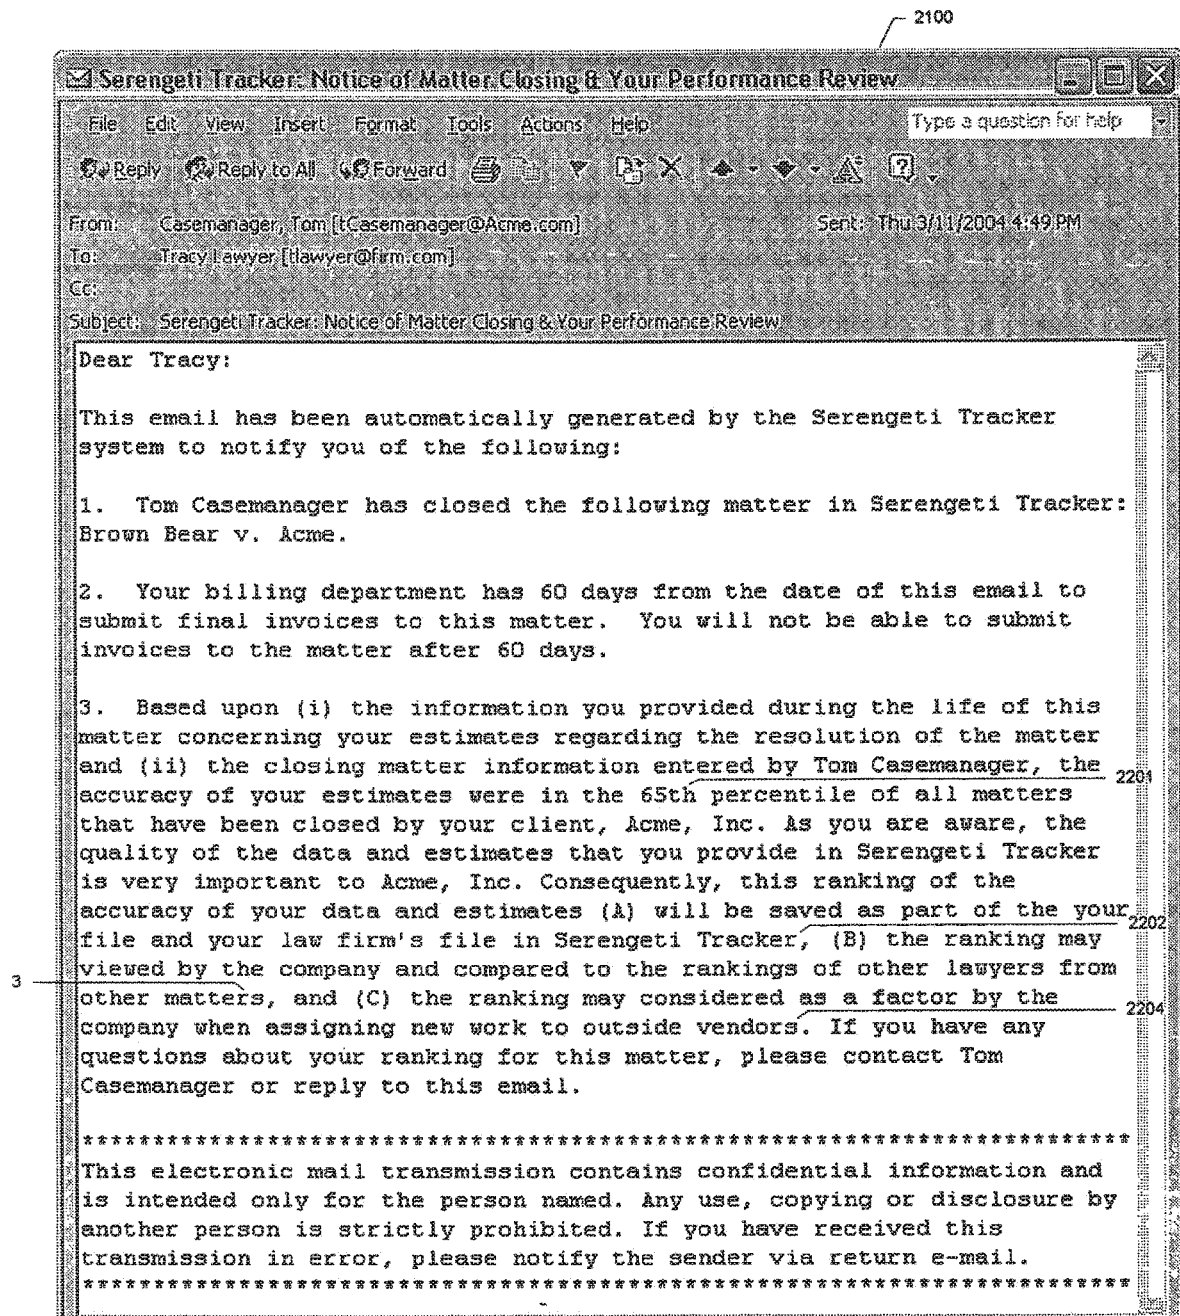 2100
Serengeti Tracker: Notice of Matter Closing & Your Performance Review
File Edit View Insert Format Tools Actions Help Type a question for help
Reply Reply to All Forward
From: Casemanager, Tom [tCasemanager@Acme.com] Sent: Thu 3/11/2004 4:49 PM
To: Tracy Lawyer [tlawyer@firm.com]
Cc:
Subject: Serengeti Tracker: Notice of Matter Closing & Your Performance Review
Dear Tracy:
This email has been automatically generated by the Serengeti Tracker
system to notify you of the following:
1. Tom Casemanager has closed the following matter in Serengeti Tracker:
Brown Bear v. Acme.
2. Your billing department has 60 days from the date of this email to
submit final invoices to this matter. You will not be able to submit
invoices to the matter after 60 days.
3. Based upon (i) the information you provided during the life of this
matter concerning your estimates regarding the resolution of the matter
and (ii) the closing matter information entered by Tom Casemanager, the
2201
accuracy of your estimates were in the 65th percentile of all matters
that have been closed by your client, Acme, Inc. As you are aware, the
quality of the data and estimates that you provide in Serengeti Tracker
is very important to Acme, Inc. Consequently, this ranking of the
accuracy of your data and estimates (A) will be saved as part of the your
2202
file and your law firm's file in Serengeti Tracker, (B) the ranking may
viewed by the company and compared to the rankings of other lawyers from
3
other matters, and (C) the ranking may considered as a factor by the
2204
company when assigning new work to outside vendors. If you have any
questions about your ranking for this matter, please contact Tom
Casemanager or reply to this email.
**************************************************************************
This electronic mail transmission contains confidential information and
is intended only for the person named. Any use, copying or disclosure by
another person is strictly prohibited. If you have received this
transmission in error, please notify the sender via return e-mail.
**************************************************************************